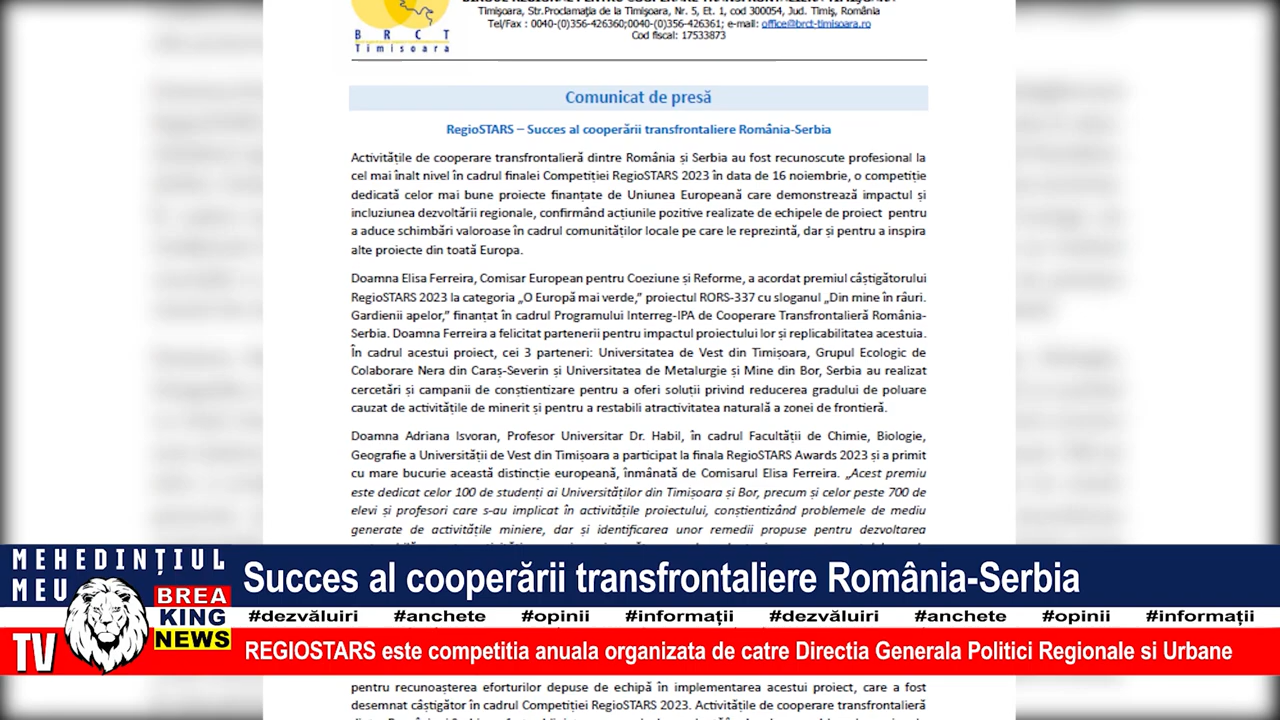 BIROUL REGIONAL PENTRU COOPERARE TRANSFRONTALIERĂ TIMIȘOARA
Timişoara, Str.Proclamaţia de la Timişoara, Nr. 5, Et. 1, cod 300054, Jud. Timiş, România
Tel/Fax : 0040-(0)356-426360;0040-(0)356-426361; e-mail: office@brct-timisoara.ro
Cod fiscal: 17533873
B R C T
Timisoara
Comunicat de presă
RegioSTARS – Succes al cooperării transfrontaliere România-Serbia
Activitățile de cooperare transfrontalieră dintre România și Serbia au fost recunoscute profesional la
cel mai înalt nivel în cadrul finalei Competiției RegioSTARS 2023 în data de 16 noiembrie, o competiție
dedicată celor mai bune proiecte finanțate de Uniunea Europeană care demonstrează impactul și
incluziunea dezvoltării regionale, confirmând acțiunile pozitive realizate de echipele de proiect pentru
a aduce schimbări valoroase în cadrul comunităților locale pe care le reprezintă, dar și pentru a inspira
alte proiecte din toată Europa.
Doamna Elisa Ferreira, Comisar European pentru Coeziune și Reforme, a acordat premiul câștigătorului
RegioSTARS 2023 la categoria „O Europă mai verde,” proiectul RORS-337 cu sloganul „Din mine în râuri.
Gardienii apelor,” finanțat în cadrul Programului Interreg-IPA de Cooperare Transfrontalieră România-
Serbia. Doamna Ferreira a felicitat partenerii pentru impactul proiectului lor și replicabilitatea acestuia.
În cadrul acestui proiect, cei 3 parteneri: Universitatea de Vest din Timișoara, Grupul Ecologic de
Colaborare Nera din Caraș-Severin și Universitatea de Metalurgie și Mine din Bor, Serbia au realizat
cercetări și campanii de conștientizare pentru a oferi soluții privind reducerea gradului de poluare
cauzat de activitățile de minerit și pentru a restabili atractivitatea naturală a zonei de frontieră.
Doamna Adriana Isvoran, Profesor Universitar Dr. Habil, în cadrul Facultății de Chimie, Biologie,
Geografie a Universității de Vest din Timișoara a participat la finala RegioSTARS Awards 2023 și a primit
cu mare bucurie această distincție europeană, înmânată de Comisarul Elisa Ferreira. „Acest premiu
este dedicat celor 100 de studenți ai Universităților din Timișoara și Bor, precum și celor peste 700 de
elevi și profesori care s-au implicat în activitățile proiectului, conștientizând problemele de mediu
generate de activitățile miniere, dar și identificarea unor remedii propuse pentru dezvoltarea
MEHEDINȚIUL
MEU
TV
BREA
KING
NEWS
Succes al cooperării transfrontaliere România-Serbia
#dezvăluiri #anchete #opinii #informații #dezvăluiri #anchete #opinii #informații
REGIOSTARS este competitia anuala organizata de catre Directia Generala Politici Regionale si Urbane
pentru recunoașterea eforturilor depuse de echipă în implementarea acestui proiect, care a fost
desemnat câștigător în cadrul Competiției RegioSTARS 2023. Activitățile de cooperare transfrontalieră